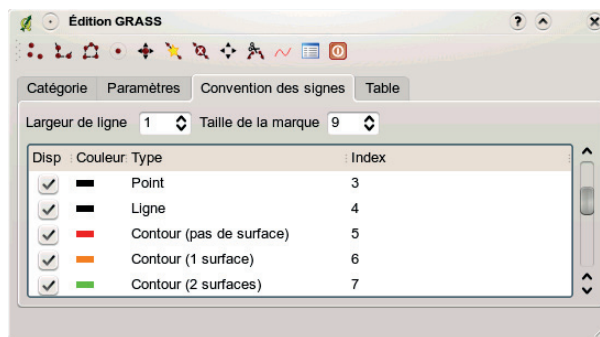 Édition GRASS
Catégorie Paramètres Convention des signes Table
Largeur de ligne 1 Taille de la marque 9
Disp Couleur Type Index
Point 3
Ligne 4
Contour (pas de surface) 5
Contour (1 surface) 6
Contour (2 surfaces) 7